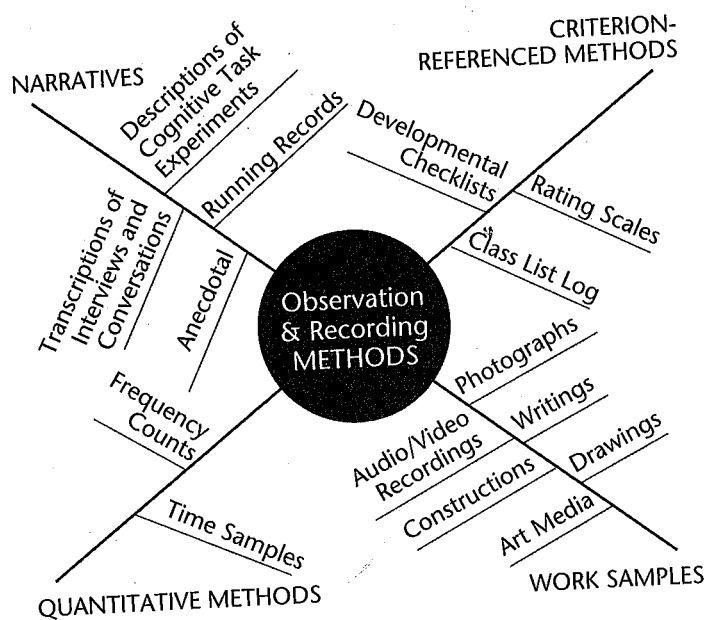 CRITERION-
REFERENCED METHODS
NARRATIVES
Descriptions of
Cognitive Task
Experiments
Running Records
Developmental
Checklists
Rating Scales
Class List Log
Transcriptions of
Interviews and
Conversations
Anecdotal
Observation
& Recording
METHODS
Photographs
Writings
Drawings
Audio/Video
Recordings
Constructions
Art Media
Frequency
Counts
Time Samples
QUANTITATIVE METHODS
WORK SAMPLES